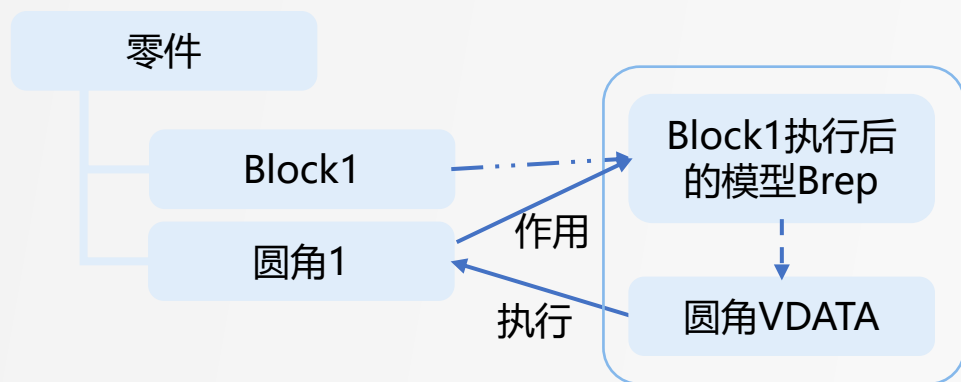 零件
Block1
圆角1
作用
执行
Block1执行后
的模型Brep
圆角VDATA